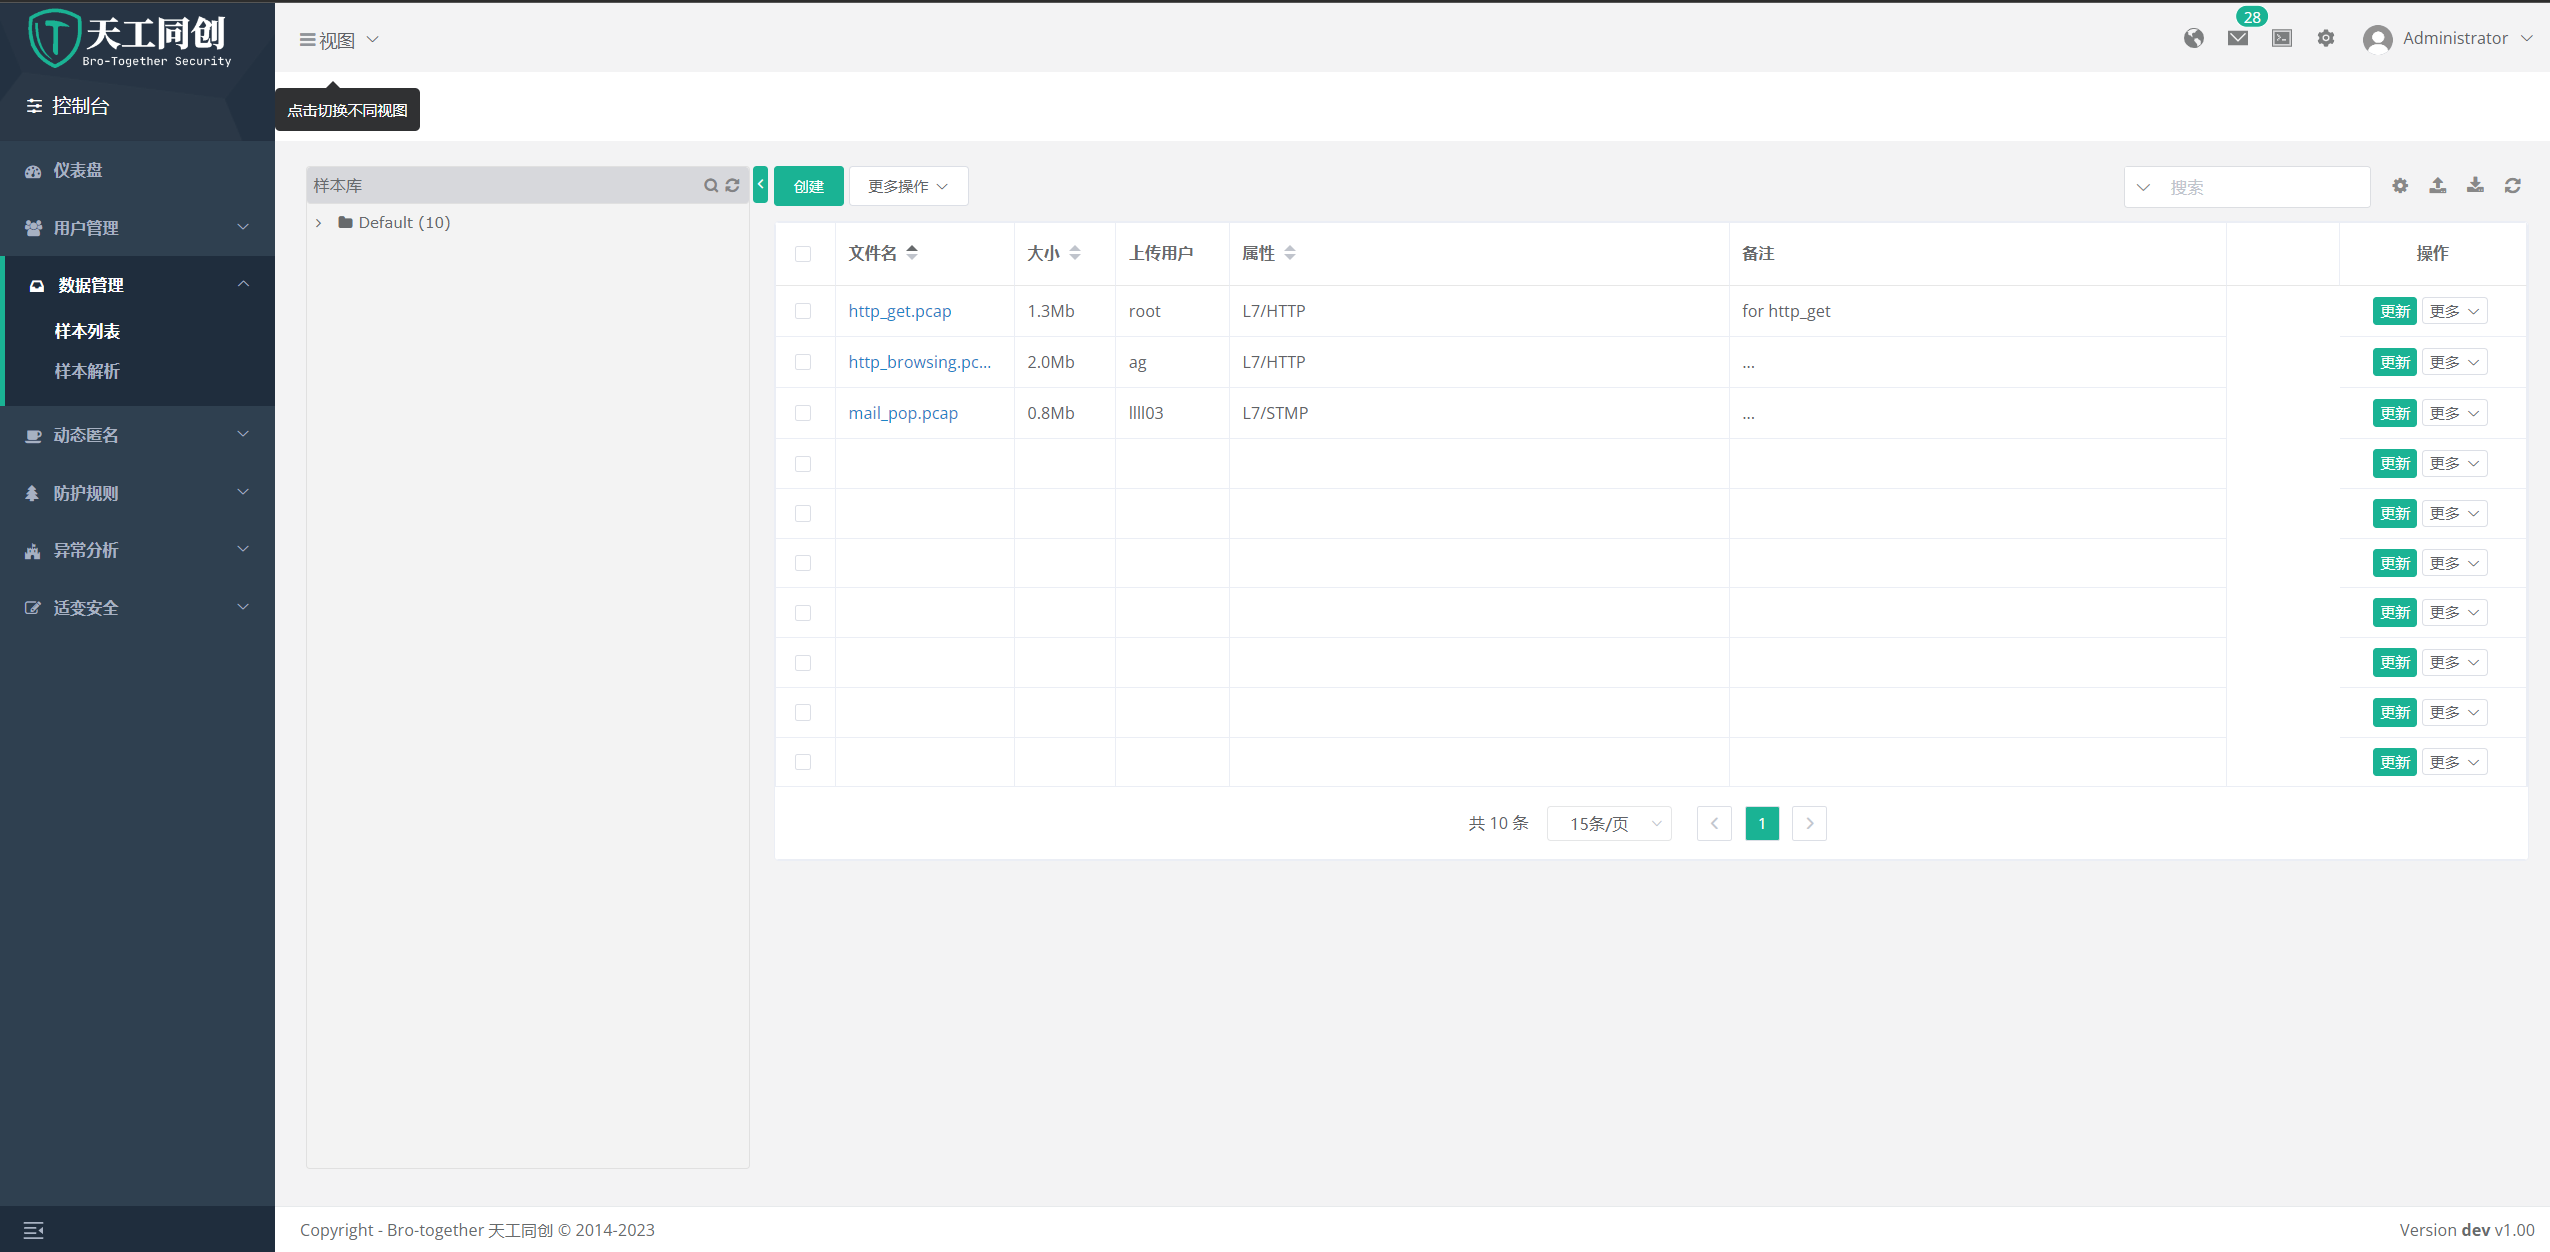 天工同创
Bro-Together Security
控制台
仪表盘
用户管理
数据管理
样本列表
样本解析
动态匿名
防护规则
异常分析
适变安全
视图
点击切换不同视图
28
Administrator
样本库
Default (10)
创建 更多操作
搜索
文件名 大小 上传用户 属性 备注 操作
http_get.pcap 1.3Mb root L7/HTTP for http_get 更新 更多
http_browsing.pc... 2.0Mb ag L7/HTTP ... 更新 更多
mail_pop.pcap 0.8Mb llll03 L7/STMP ... 更新 更多
更新 更多
更新 更多
更新 更多
更新 更多
更新 更多
更新 更多
更新 更多
共 10 条 15条/页 1
Copyright - Bro-together 天工同创 © 2014-2023
Version dev v1.00